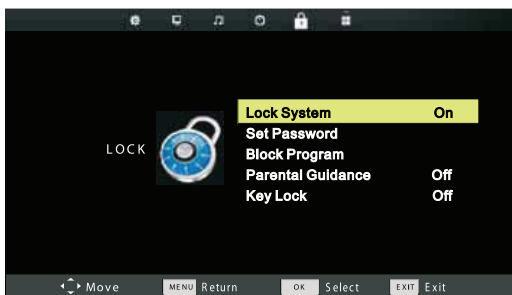 Lock System On
Set Password
Block Program
LOCK
Parental Guidance Off
Key Lock Off
Move MENU Return OK Select EXIT Exit